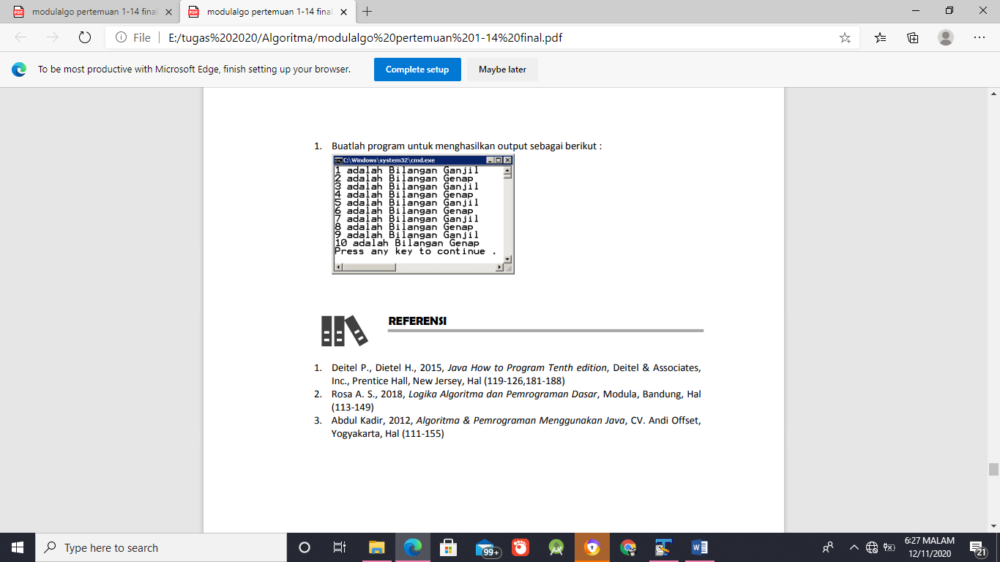 modulalgo pertemuan 1-14 final
modulalgo pertemuan 1-14 final
File
E:/tugas%202020/Algoritma/modulalgo%20pertemuan%201-14%20final.pdf
To be most productive with Microsoft Edge, finish setting up your browser.
Complete setup
Maybe later
1. Buatlah program untuk menghasilkan output sebagai berikut :
C:\Windows\system32\cmd.exe
1 adalah Bilangan Ganjil
2 adalah Bilangan Genap
3 adalah Bilangan Ganjil
4 adalah Bilangan Genap
5 adalah Bilangan Ganjil
6 adalah Bilangan Genap
7 adalah Bilangan Ganjil
8 adalah Bilangan Genap
9 adalah Bilangan Ganjil
10 adalah Bilangan Genap
Press any key to continue .
REFERENSI
1. Deitel P., Dietel H., 2015, Java How to Program Tenth edition, Deitel & Associates,
Inc., Prentice Hall, New Jersey, Hal (119-126,181-188)
2. Rosa A. S., 2018, Logika Algoritma dan Pemrograman Dasar, Modula, Bandung, Hal
(113-149)
3. Abdul Kadir, 2012, Algoritma & Pemrograman Menggunakan Java, CV. Andi Offset,
Yogyakarta, Hal (111-155)
Type here to search
99+
6:27 MALAM
12/11/2020
21